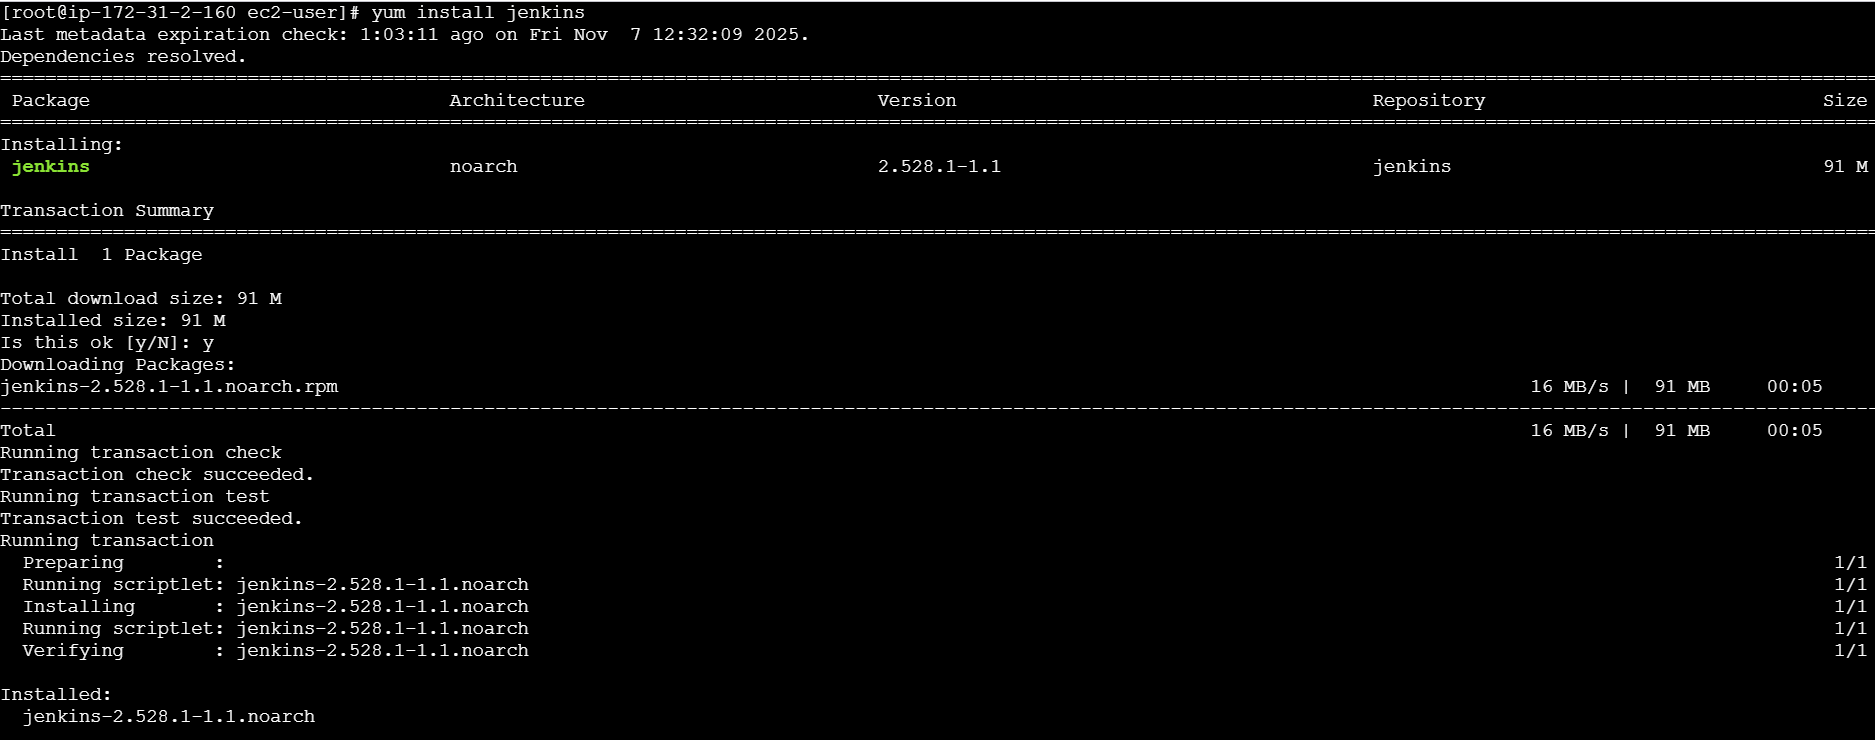 [root@ip-172-31-2-160 ec2-user]# yum install jenkins
Last metadata expiration check: 1:03:11 ago on Fri Nov  7 12:32:09 2025.
Dependencies resolved.
================================================================================
Package Architecture Version Repository Size
================================================================================
Installing:
jenkins noarch 2.528.1-1.1 jenkins 91 M
Transaction Summary
================================================================================
Install  1 Package
Total download size: 91 M
Installed size: 91 M
Is this ok [y/N]: y
Downloading Packages:
jenkins-2.528.1-1.1.noarch.rpm 16 MB/s |  91 MB     00:05
--------------------------------------------------------------------------------
Total 16 MB/s |  91 MB     00:05
Running transaction check
Transaction check succeeded.
Running transaction test
Transaction test succeeded.
Running transaction
  Preparing        : 1/1
  Running scriptlet: jenkins-2.528.1-1.1.noarch 1/1
  Installing       : jenkins-2.528.1-1.1.noarch 1/1
  Running scriptlet: jenkins-2.528.1-1.1.noarch 1/1
  Verifying        : jenkins-2.528.1-1.1.noarch 1/1
Installed:
  jenkins-2.528.1-1.1.noarch